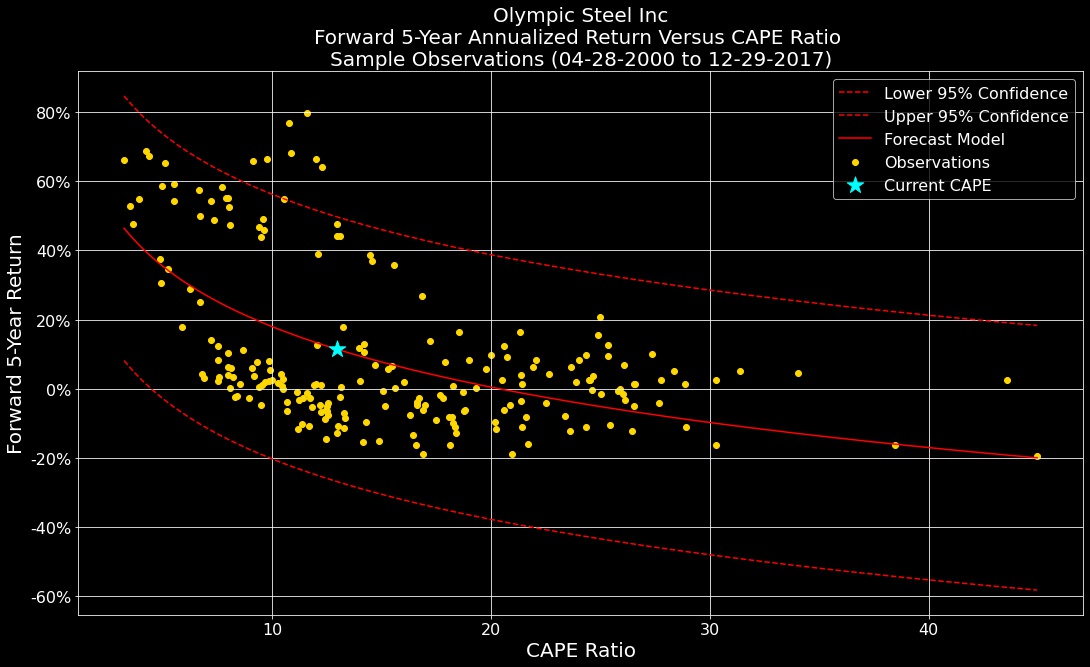 Olympic Steel Inc
Forward 5-Year Annualized Return Versus CAPE Ratio
Sample Observations (04-28-2000 to 12-29-2017)
Lower 95% Confidence
Upper 95% Confidence
Forecast Model
Observations
Current CAPE
Forward 5-Year Return
80%
60%
40%
20%
0%
-20%
-40%
-60%
10 20 30 40
CAPE Ratio